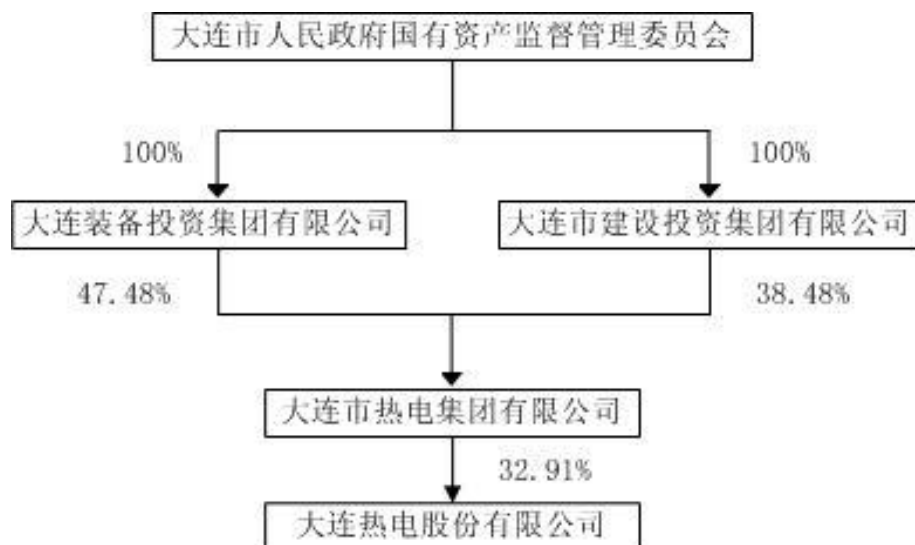 大连市人民政府国有资产监督管理委员会
100%
100%
大连装备投资集团有限公司
大连市建设投资集团有限公司
47.48%
38.48%
大连市热电集团有限公司
32.91%
大连热电股份有限公司